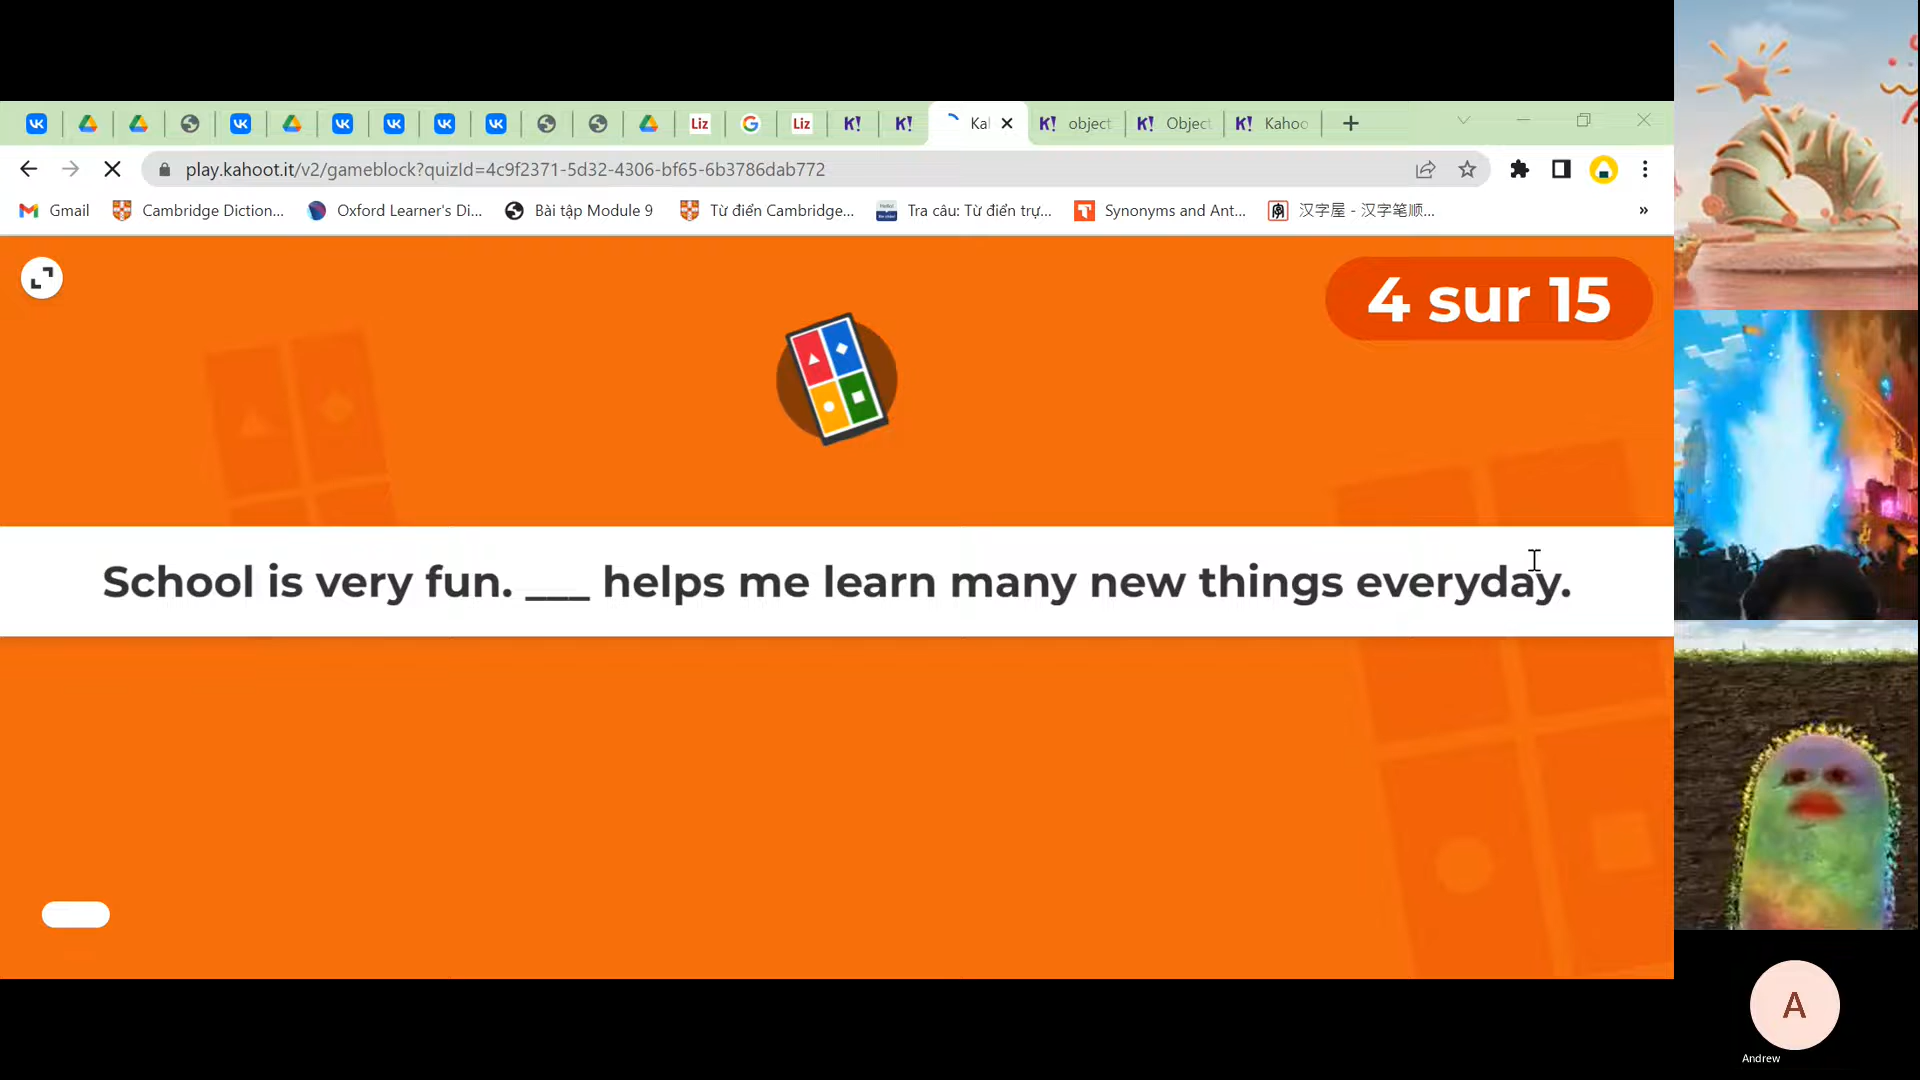 Liz
Liz
K!
K!
Kal
K! object
K! Object
K! Kahoo
play.kahoot.it/v2/gameblock?quizId=4c9f2371-5d32-4306-bf65-6b3786dab772
Gmail
Cambridge Diction...
Oxford Learner's Di...
Bài tập Module 9
Từ điển Cambridge...
Tra câu: Từ điển trự...
Synonyms and Ant...
汉字屋 - 汉字笔顺...
»
4 sur 15
School is very fun. ___ helps me learn many new things everyday.
A
Andrew